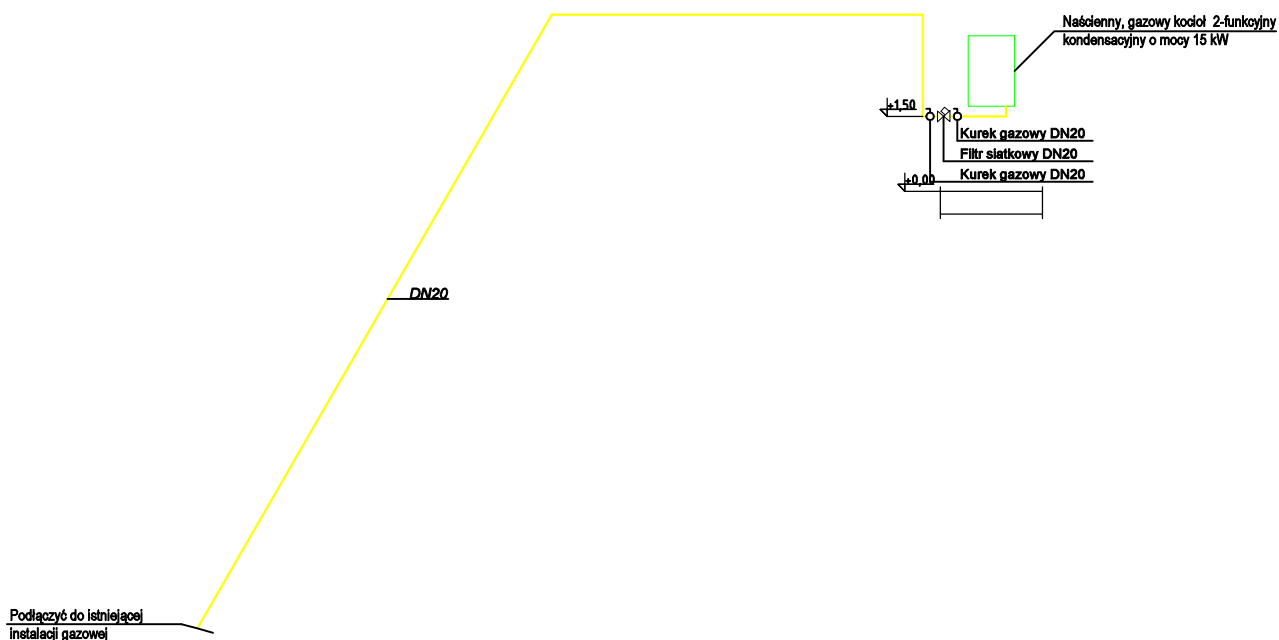 Naścienny, gazowy kocioł 2-funkcyjny
kondensacyjny o mocy 15 kW
+1,50
Kurek gazowy DN20
Filtr siatkowy DN20
Kurek gazowy DN20
+0,00
DN20
Podłączyć do istniejącej
instalacji gazowej